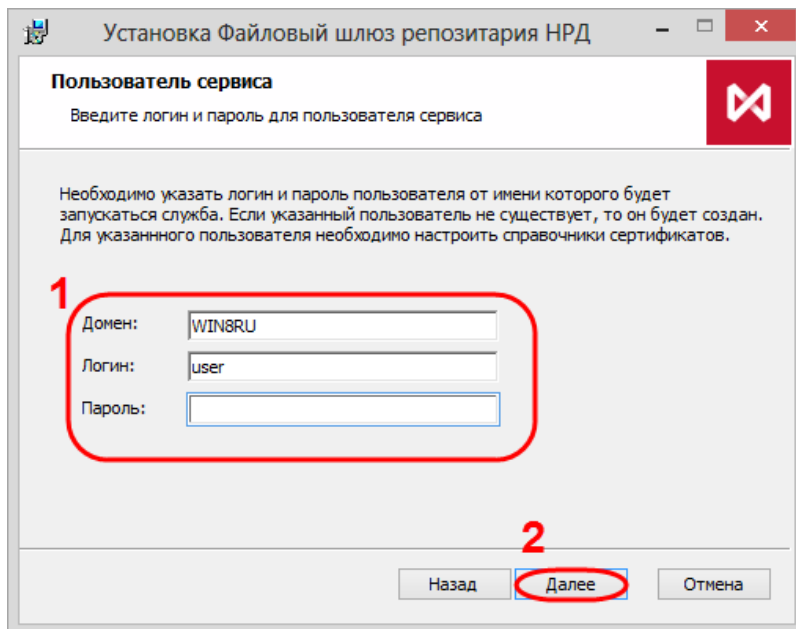 Установка Файловый шлюз репозитария НРД
Пользователь сервиса
Введите логин и пароль для пользователя сервиса
Необходимо указать логин и пароль пользователя от имени которого будет
запускаться служба. Если указанный пользователь не существует, то он будет создан.
Для указаннного пользователя необходимо настроить справочники сертификатов.
1
Домен: WIN8RU
Логин: user
Пароль:
2
Назад Далее Отмена